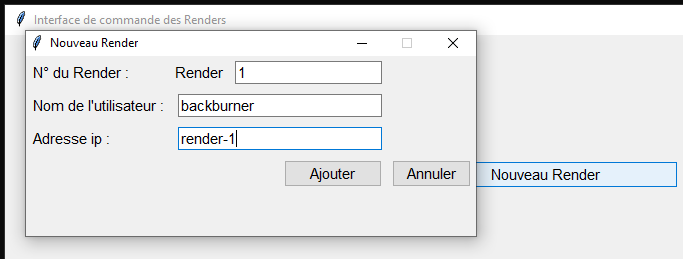 Interface de commande des Renders
Nouveau Render
N° du Render : Render 1
Nom de l'utilisateur : backburner
Adresse ip : render-1
Ajouter Annuler Nouveau Render